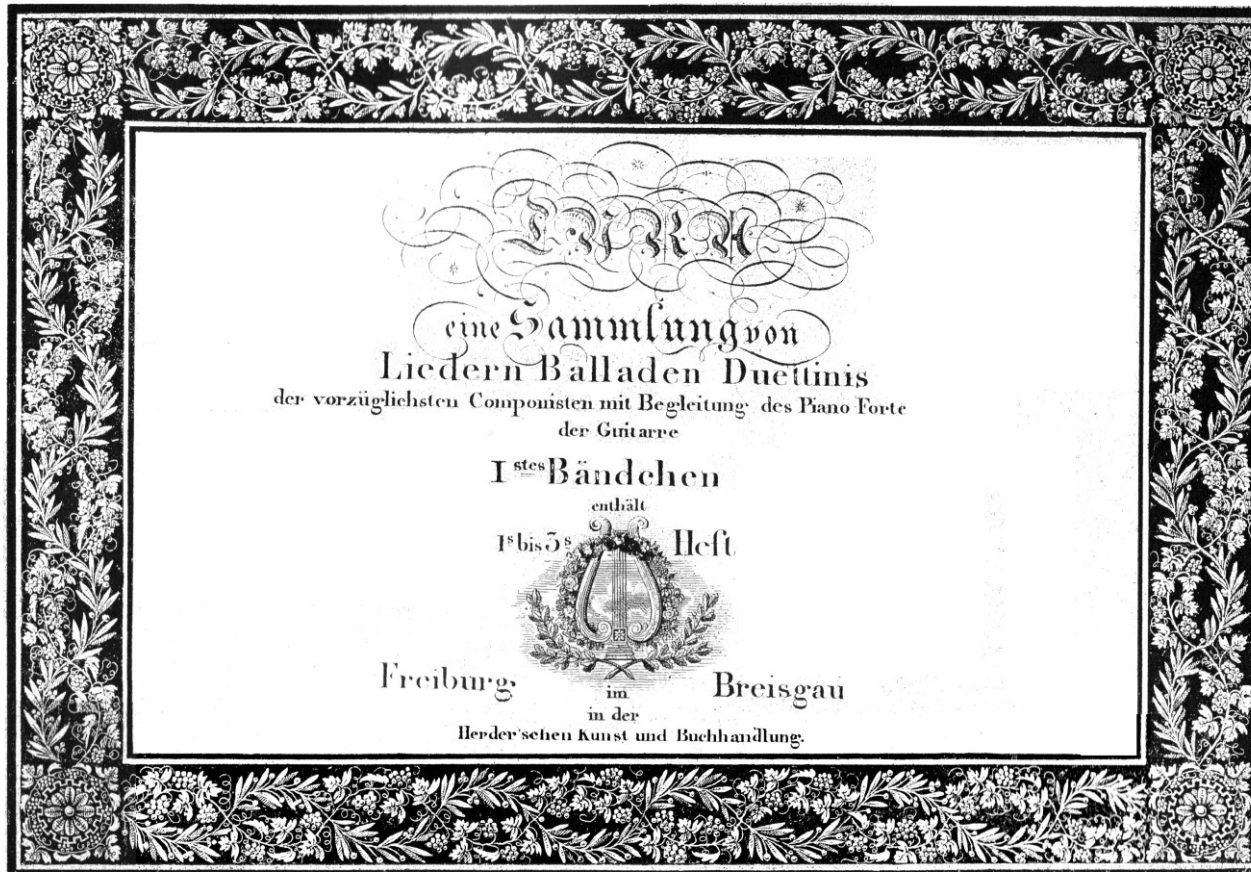 LYRA
eine Sammlung von
Liedern Balladen Duettinis
der vorzüglichsten Componisten mit Begleitung des Piano Forte
der Guitarre
I stes Bändchen
enthält
1s bis 3s Heft
Freiburg im Breisgau
in der
Herder'schen Kunst und Buchhandlung.